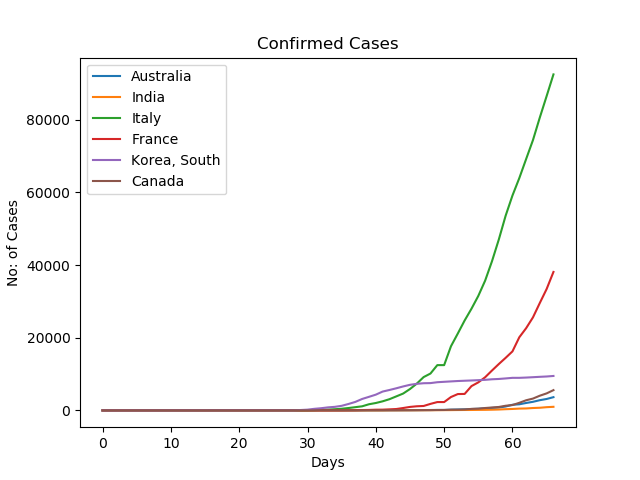 Confirmed Cases
Australia
India
Italy
France
Korea, South
Canada
No: of Cases
80000
60000
40000
20000
0
0 10 20 30 40 50 60
Days